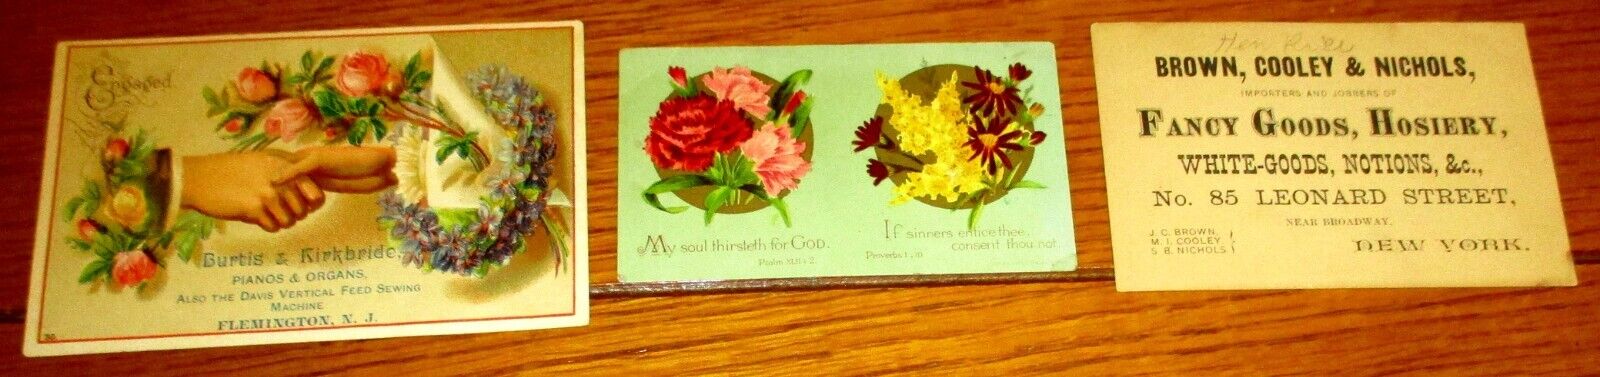 Engaged.
Burtis & Kirkbride,
PIANOS & ORGANS,
ALSO THE DAVIS VERTICAL FEED SEWING
MACHINE
FLEMINGTON, N. J.
My soul thirsteth for GOD.
Psalm XLII : 2.
If sinners entice thee,
consent thou not.
Proverbs 1, 10
BROWN, COOLEY & NICHOLS,
IMPORTERS AND JOBBERS OF
FANCY GOODS, HOSIERY,
WHITE-GOODS, NOTIONS, &c.,
No. 85 LEONARD STREET,
NEAR BROADWAY.
J. C. BROWN,
M. I. COOLEY
S. B. NICHOLS.
NEW YORK.